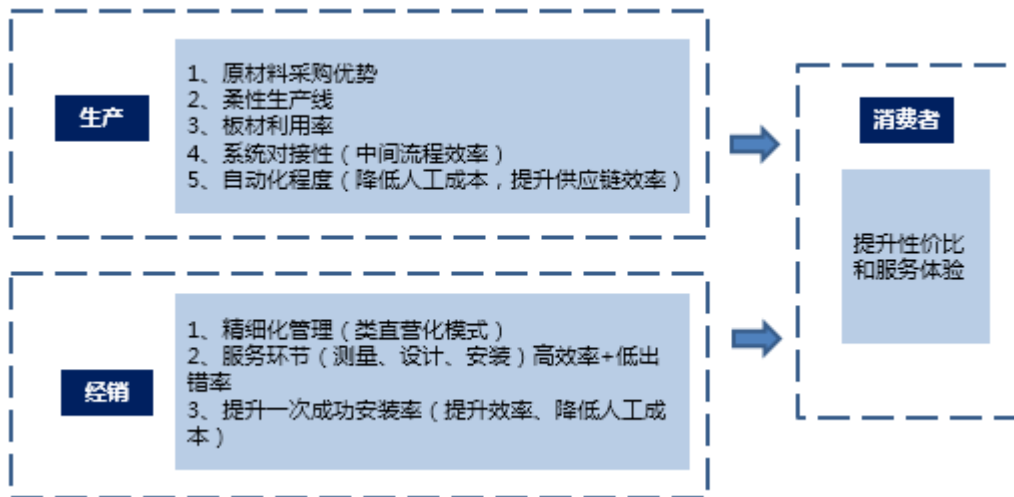 生产
1、原材料采购优势
2、柔性生产线
3、板材利用率
4、系统对接性（中间流程效率）
5、自动化程度（降低人工成本，提升供应链效率）
消费者
提升性价比
和服务体验
经销
1、精细化管理（类直营化模式）
2、服务环节（测量、设计、安装）高效率+低出
错率
3、提升一次成功安装率（提升效率、降低人工成
本）